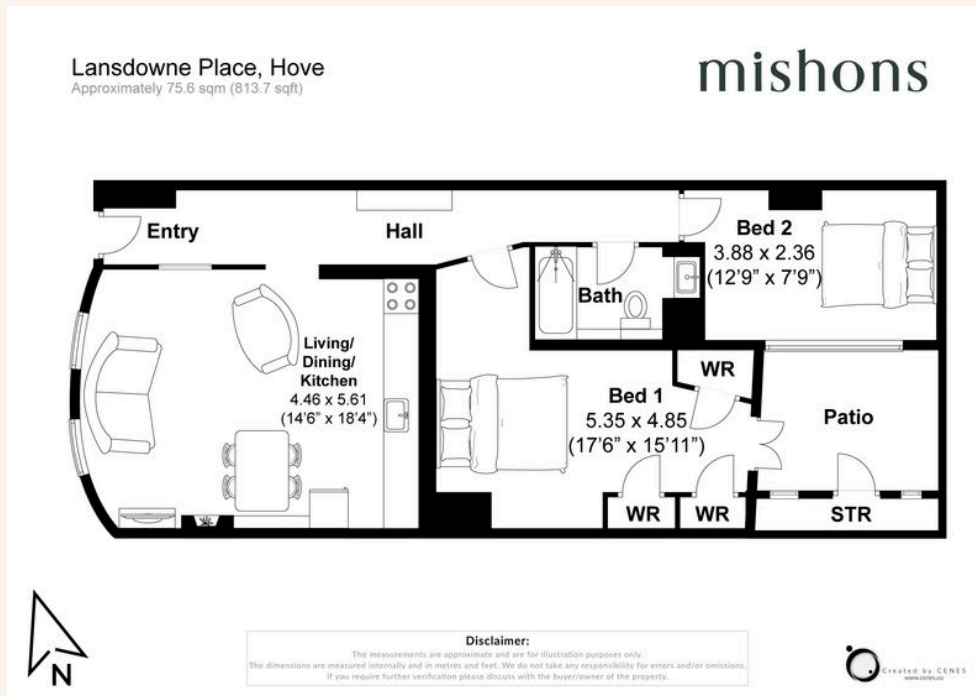 Lansdowne Place, Hove
Approximately 75.6 sqm (813.7 sqft)
mishons
Entry
Hall
Bed 2
3.88 x 2.36
(12'9" x 7'9")
Bath
Living/
Dining/
Kitchen
4.46 x 5.61
(14'6" x 18'4")
WR
Bed 1
5.35 x 4.85
(17'6" x 15'11")
Patio
WR
WR
STR
N
Disclaimer:
The measurements are approximate and are for illustration purposes only.
The dimensions are measured internally and in metres and feet. We do not take any responsibility for errors and/or omissions.
If you require further verification please discuss with the buyer/owner of the property.
Created by CENES
www.cenes.co